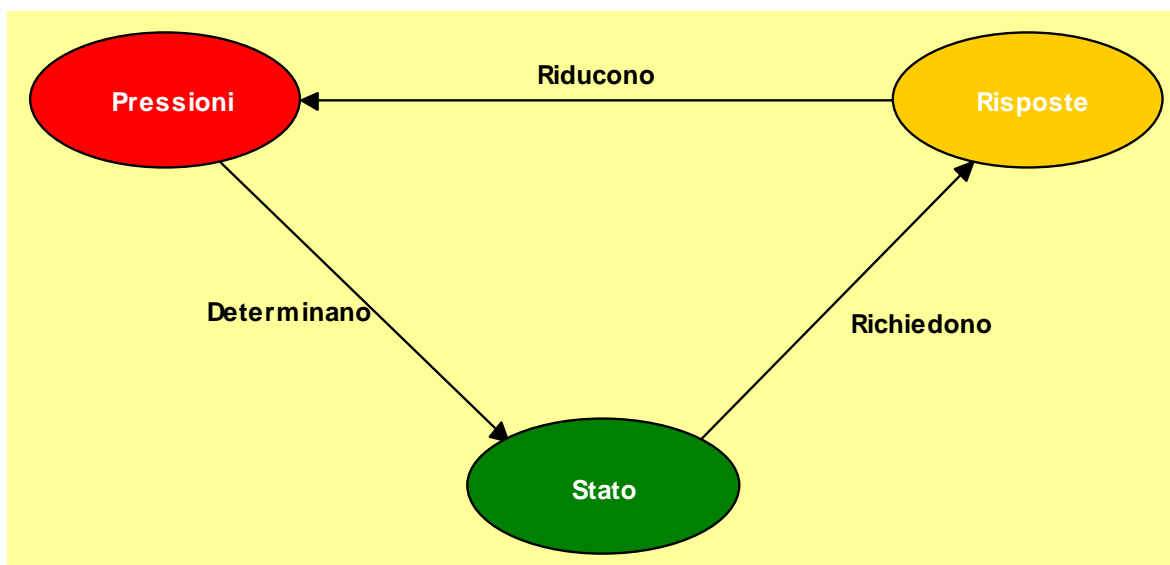 Riducono
Pressioni
Risposte
Determinano
Richiedono
Stato